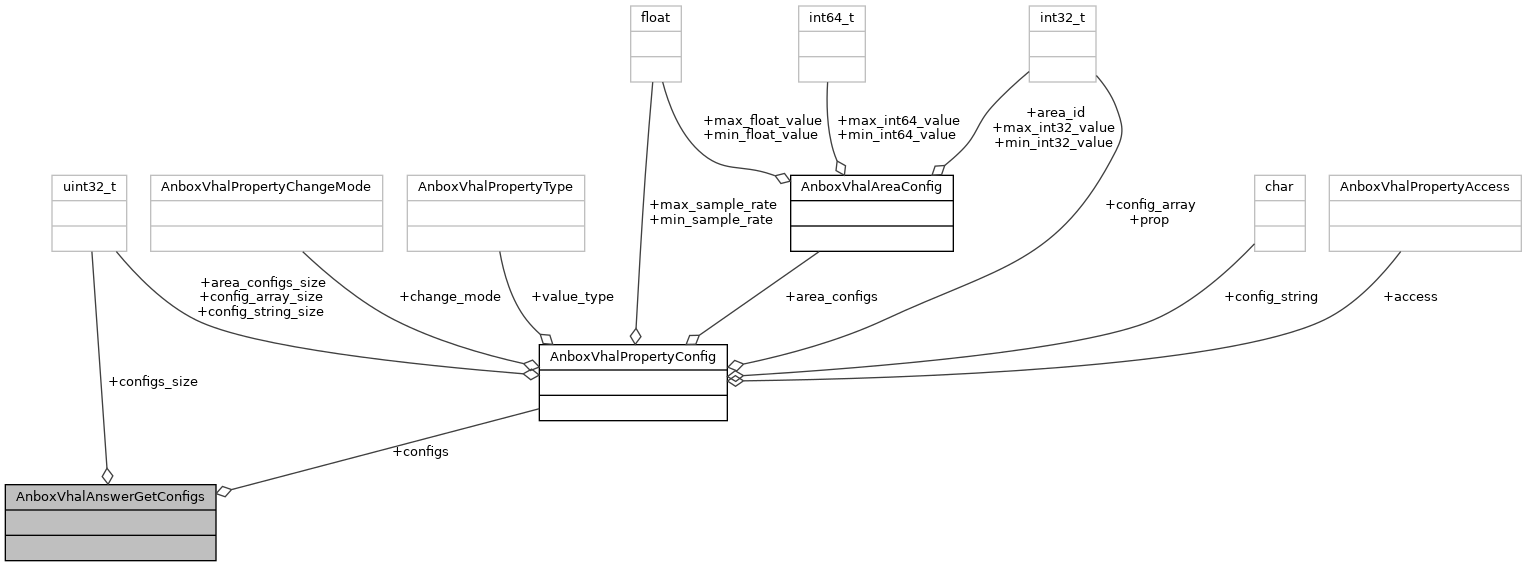 float
int64_t
int32_t
+max_float_value
+min_float_value
+max_int64_value
+min_int64_value
+area_id
+max_int32_value
+min_int32_value
uint32_t
AnboxVhalPropertyChangeMode
AnboxVhalPropertyType
AnboxVhalAreaConfig
char
AnboxVhalPropertyAccess
+max_sample_rate
+min_sample_rate
+config_array
+prop
+area_configs_size
+config_array_size
+config_string_size
+change_mode
+value_type
+area_configs
+config_string
+access
AnboxVhalPropertyConfig
+configs_size
+configs
AnboxVhalAnswerGetConfigs